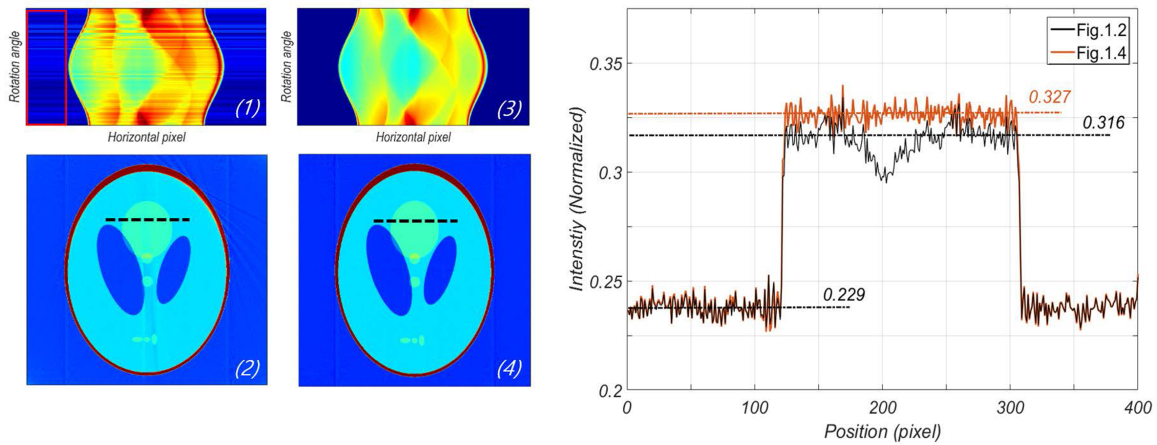 Rotation angle
(1)
Horizontal pixel
Rotation angle
(3)
Horizontal pixel
(2)
(4)
Intenstiy (Normalized)
0.35
0.3
0.25
0.2
0
100
200
300
400
Position (pixel)
Fig.1.2
Fig.1.4
0.327
0.316
0.229